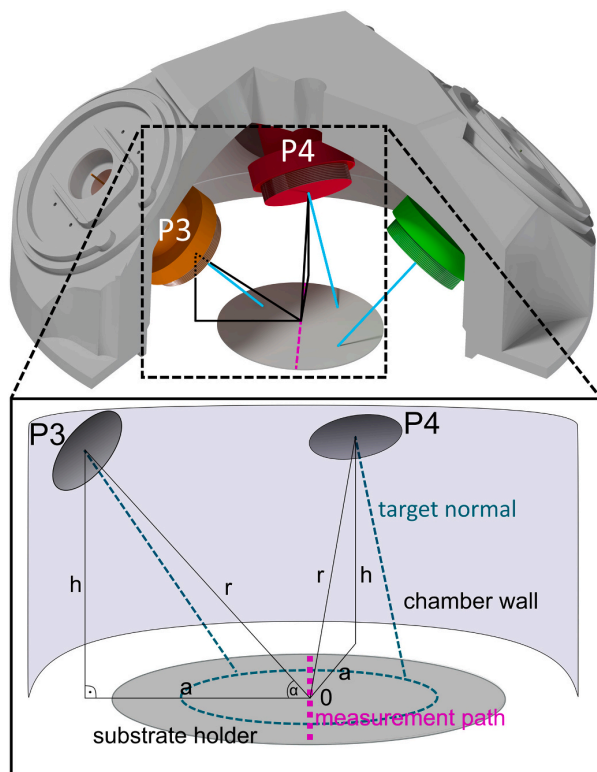 P4
P3
P3
P4
target normal
h
r
r
h
chamber wall
a
α
a
0
measurement path
substrate holder